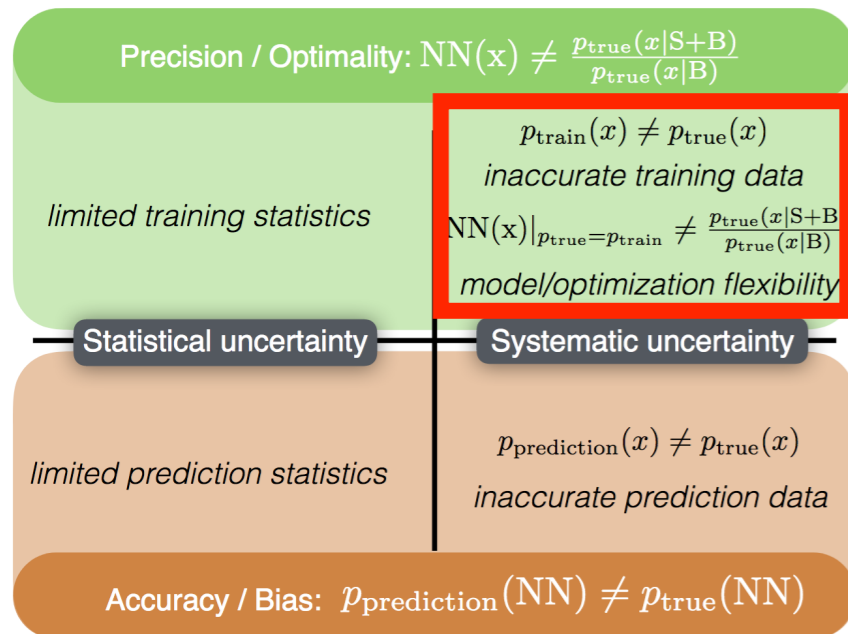 Precision / Optimality: NN(x) ≠ p_true(x|S+B) / p_true(x|B)
p_train(x) ≠ p_true(x)
inaccurate training data
limited training statistics
NN(x)|_{p_true=p_train} ≠ p_true(x|S+B / p_true(x|B)
model/optimization flexibility
Statistical uncertainty
Systematic uncertainty
p_prediction(x) ≠ p_true(x)
limited prediction statistics
inaccurate prediction data
Accuracy / Bias: p_prediction(NN) ≠ p_true(NN)